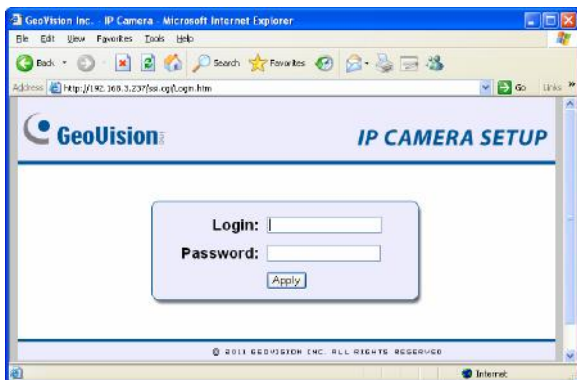 GeoVision Inc. - IP Camera - Microsoft Internet Explorer
File Edit View Favorites Tools Help
Back Search Favorites
Address http://192.168.3.237/ssi.cgi/Login.htm Go Links »
GeoVision IP CAMERA SETUP
Login:
Password:
Apply
© 2011 GEOVISION INC. ALL RIGHTS RESERVED
Internet